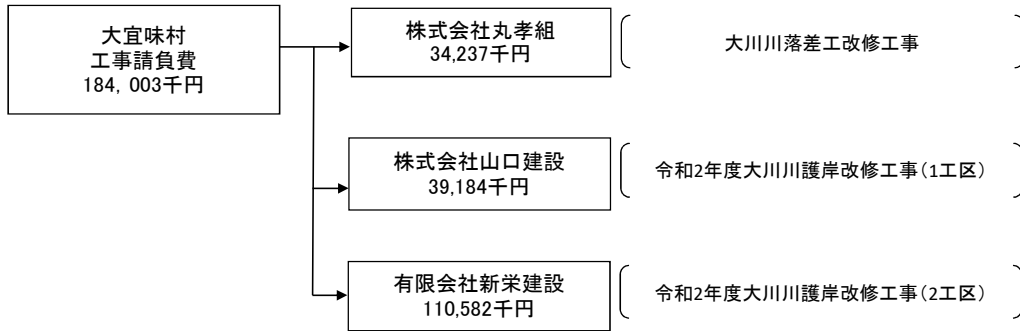 大宜味村
工事請負費
184，003千円
株式会社丸孝組
34,237千円
大川川落差工改修工事
株式会社山口建設
39,184千円
令和2年度大川川護岸改修工事（1工区）
有限会社新栄建設
110,582千円
令和2年度大川川護岸改修工事（2工区）